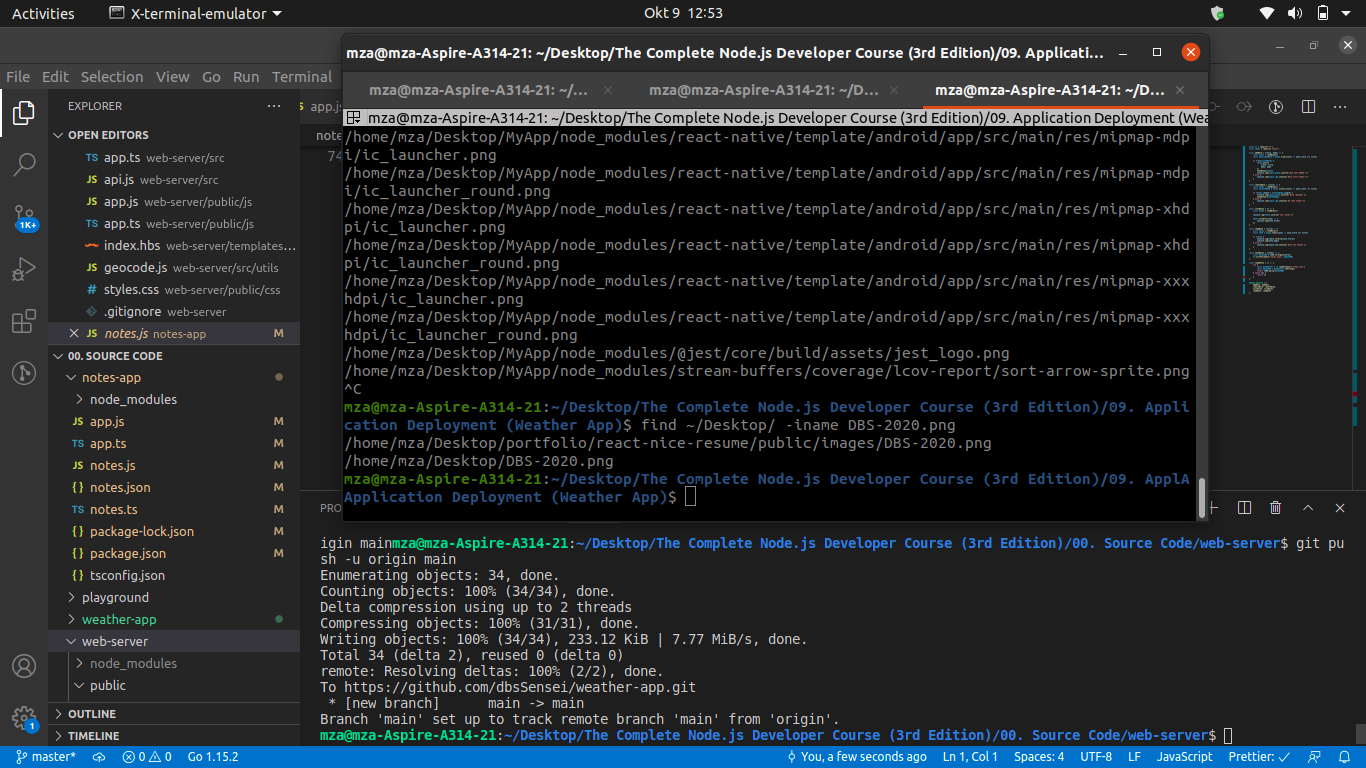 Activities
X-terminal-emulator
Okt 9 12:53
mza@mza-Aspire-A314-21: ~/Desktop/The Complete Node.js Developer Course (3rd Edition)/09. Applicati...
File Edit Selection View Go Run Terminal
mza@mza-Aspire-A314-21: ~/...
mza@mza-Aspire-A314-21: ~/D...
mza@mza-Aspire-A314-21: ~/D...
mza@mza-Aspire-A314-21: ~/Desktop/The Complete Node.js Developer Course (3rd Edition)/09. Application Deployment (Wea
/home/mza/Desktop/MyApp/node_modules/react-native/template/android/app/src/main/res/mipmap-mdp
i/ic_launcher.png
/home/mza/Desktop/MyApp/node_modules/react-native/template/android/app/src/main/res/mipmap-mdp
i/ic_launcher_round.png
/home/mza/Desktop/MyApp/node_modules/react-native/template/android/app/src/main/res/mipmap-xhd
pi/ic_launcher.png
/home/mza/Desktop/MyApp/node_modules/react-native/template/android/app/src/main/res/mipmap-xhd
pi/ic_launcher_round.png
/home/mza/Desktop/MyApp/node_modules/react-native/template/android/app/src/main/res/mipmap-xxx
hdpi/ic_launcher.png
/home/mza/Desktop/MyApp/node_modules/react-native/template/android/app/src/main/res/mipmap-xxx
hdpi/ic_launcher_round.png
/home/mza/Desktop/MyApp/node_modules/@jest/core/build/assets/jest_logo.png
/home/mza/Desktop/MyApp/node_modules/stream-buffers/coverage/lcov-report/sort-arrow-sprite.png
^C
mza@mza-Aspire-A314-21:~/Desktop/The Complete Node.js Developer Course (3rd Edition)/09. Appli
cation Deployment (Weather App)$ find ~/Desktop/ -iname DBS-2020.png
/home/mza/Desktop/portfolio/react-nice-resume/public/images/DBS-2020.png
/home/mza/Desktop/DBS-2020.png
mza@mza-Aspire-A314-21:~/Desktop/The Complete Node.js Developer Course (3rd Edition)/09. ApplA
Application Deployment (Weather App)$
EXPLORER
OPEN EDITORS
TS app.ts web-server/src
JS api.js web-server/src
JS app.js web-server/public/js
TS app.ts web-server/public/js
index.hbs web-server/templates...
JS geocode.js web-server/src/utils
# styles.css web-server/public/css
.gitignore web-server
JS notes.js notes-app M
00. SOURCE CODE
notes-app
node_modules
JS app.js M
TS app.ts M
JS notes.js M
{} notes.json M
TS notes.ts M
{} package-lock.json M
{} package.json M
tsconfig.json
playground
weather-app
web-server
node_modules
public
OUTLINE
TIMELINE
1K+
1
app.j
note
74
PRO
igin mainmza@mza-Aspire-A314-21:~/Desktop/The Complete Node.js Developer Course (3rd Edition)/00. Source Code/web-server$ git pu
sh -u origin main
Enumerating objects: 34, done.
Counting objects: 100% (34/34), done.
Delta compression using up to 2 threads
Compressing objects: 100% (31/31), done.
Writing objects: 100% (34/34), 233.12 KiB | 7.77 MiB/s, done.
Total 34 (delta 2), reused 0 (delta 0)
remote: Resolving deltas: 100% (2/2), done.
To https://github.com/dbsSensei/weather-app.git
* [new branch] main -> main
Branch 'main' set up to track remote branch 'main' from 'origin'.
mza@mza-Aspire-A314-21:~/Desktop/The Complete Node.js Developer Course (3rd Edition)/00. Source Code/web-server$
master*
0 0
Go 1.15.2
You, a few seconds ago
Ln 1, Col 1
Spaces: 4
UTF-8
LF
JavaScript
Prettier: ✓